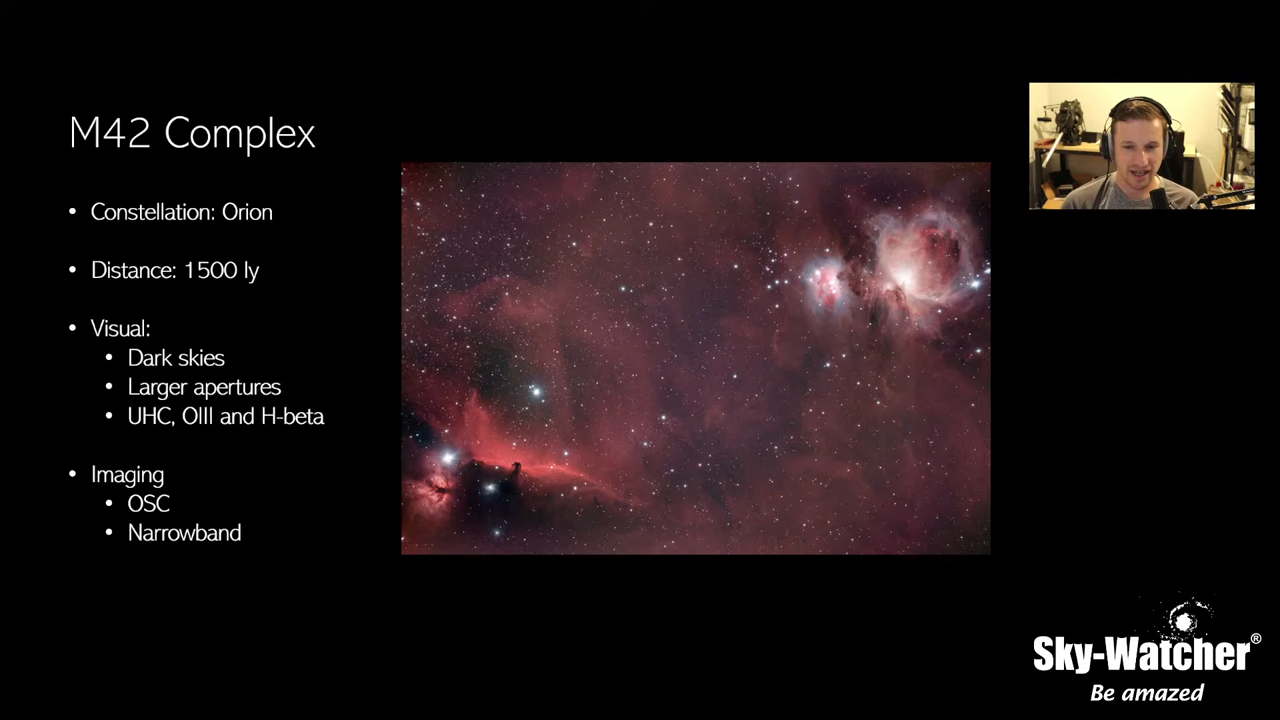 M42 Complex
• Constellation: Orion
• Distance: 1500 ly
• Visual:
• Dark skies
• Larger apertures
• UHC, OIII and H-beta
• Imaging
• OSC
• Narrowband
Sky-Watcher®
Be amazed